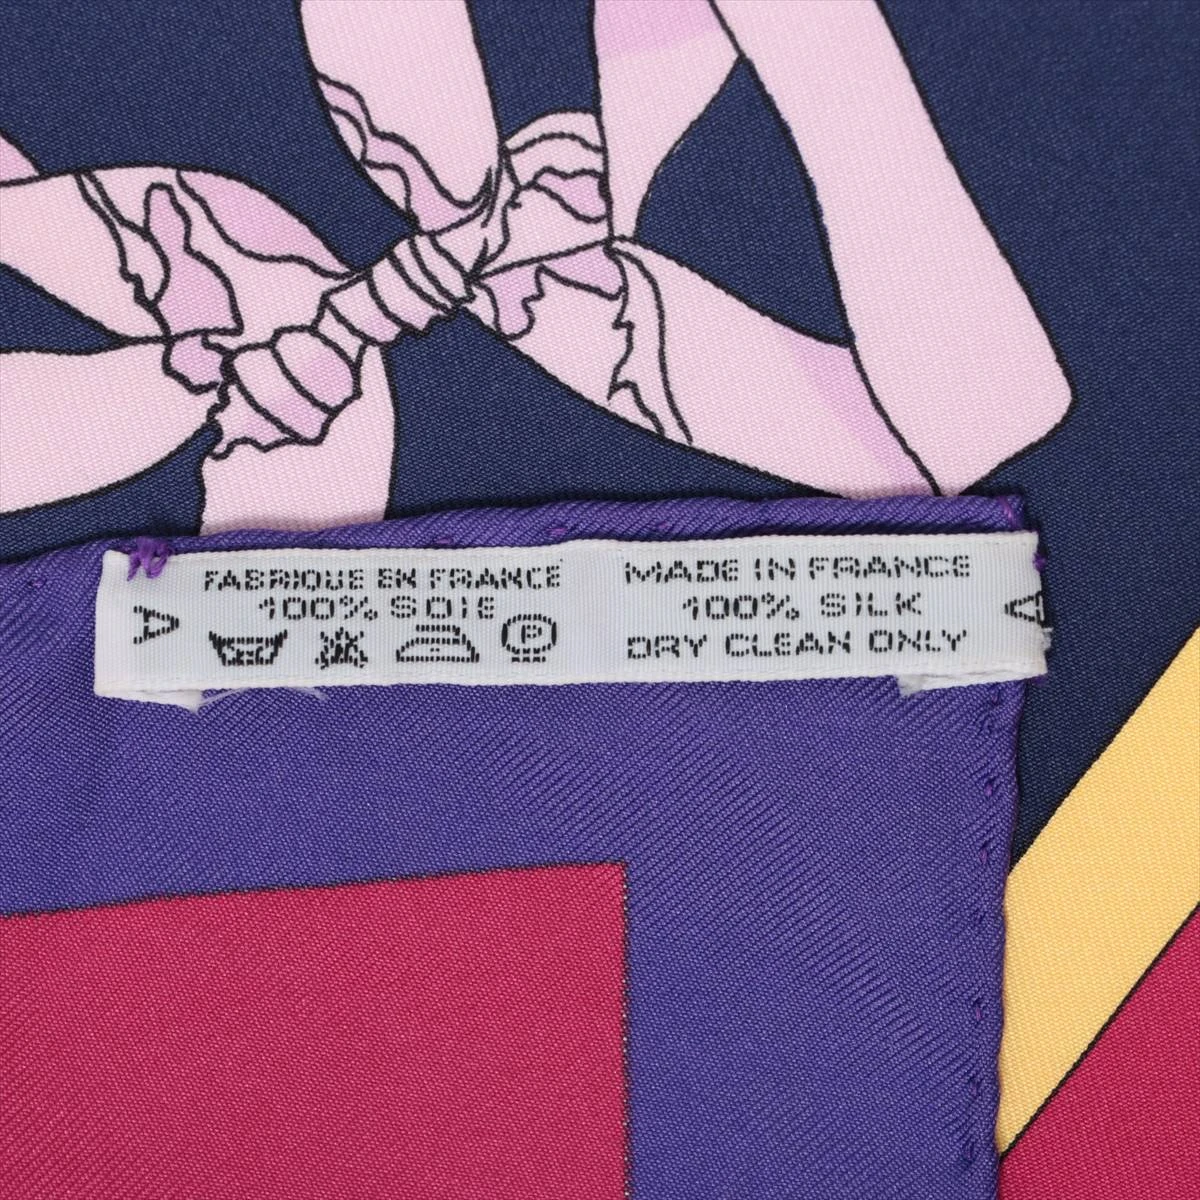 FABRIQUE EN FRANCE
100% SOIE
P
MADE IN FRANCE
100% SILK
DRY CLEAN ONLY
A
A